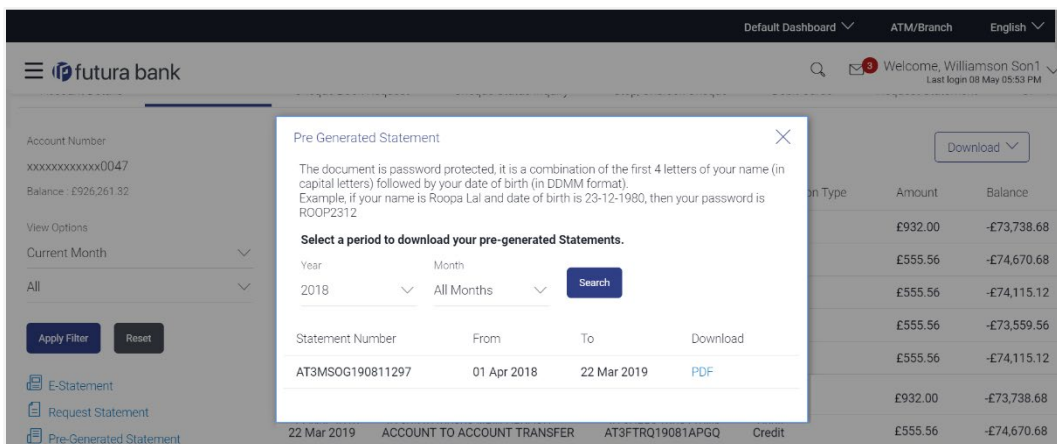 Default Dashboard ATM/Branch English
futura bank
3
Welcome, Williamson Son1
Last login 08 May 05:53 PM
Account Number
xxxxxxxxxxxx0047
Balance : £926,261.32
View Options
Current Month
All
Apply Filter Reset
E-Statement
Request Statement
Pre-Generated Statement
Pre Generated Statement
The document is password protected, it is a combination of the first 4 letters of your name (in
capital letters) followed by your date of birth (in DDMM format).
Example, if your name is Roopa Lal and date of birth is 23-12-1980, then your password is
ROOP2312
Select a period to download your pre-generated Statements.
Year Month
2018 All Months Search
Statement Number From To Download
AT3MSOG190811297 01 Apr 2018 22 Mar 2019 PDF
Download
Type Amount Balance
£932.00 -£73,738.68
£555.56 -£74,670.68
£555.56 -£74,115.12
£555.56 -£73,559.56
£555.56 -£74,115.12
£932.00 -£73,738.68
22 Mar 2019 ACCOUNT TO ACCOUNT TRANSFER AT3FTRQ19081APGQ Credit £555.56 -£74,670.68